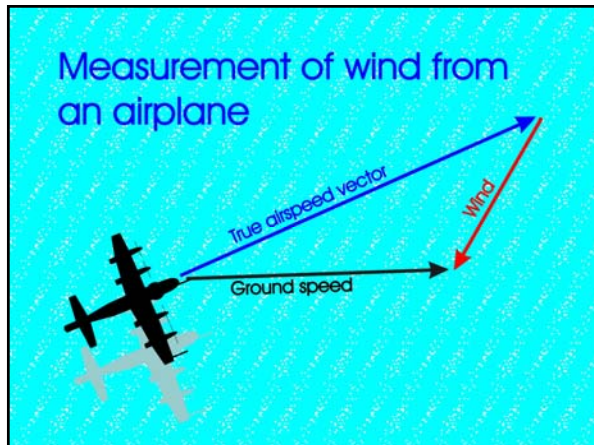 Measurement of wind from
an airplane
True airspeed vector
Wind
Ground speed